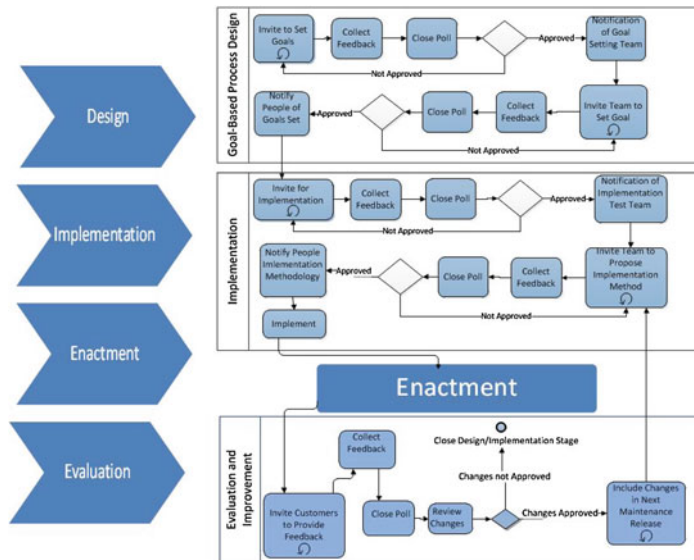 Design
Implementation
Enactment
Evaluation
Goal-Based Process Design
Invite to Set
Goals
Collect
Feedback
Close Poll
Approved
Not Approved
Notification of
Goal
Setting Team
Notify
People of
Goals Set
Approved
Close Poll
Collect
Feedback
Invite Team to
Set Goal
Not Approved
Implementation
Invite for
Implementation
Collect
Feedback
Close Poll
Approved
Not Approved
Notification of
Implementation
Test Team
Notify People
Imlementation
Methodology
Approved
Close Poll
Collect
Feedback
Invite Team to
Propose
Implementation
Method
Not Approved
Implement
Enactment
Evaluation and
Improvement
Collect
Feedback
Close Design/Implementation Stage
Changes not Approved
Invite Customers
to Provide
Feedback
Close Poll
Review
Changes
Changes Approved
Include Changes
in Next
Maintenance
Release